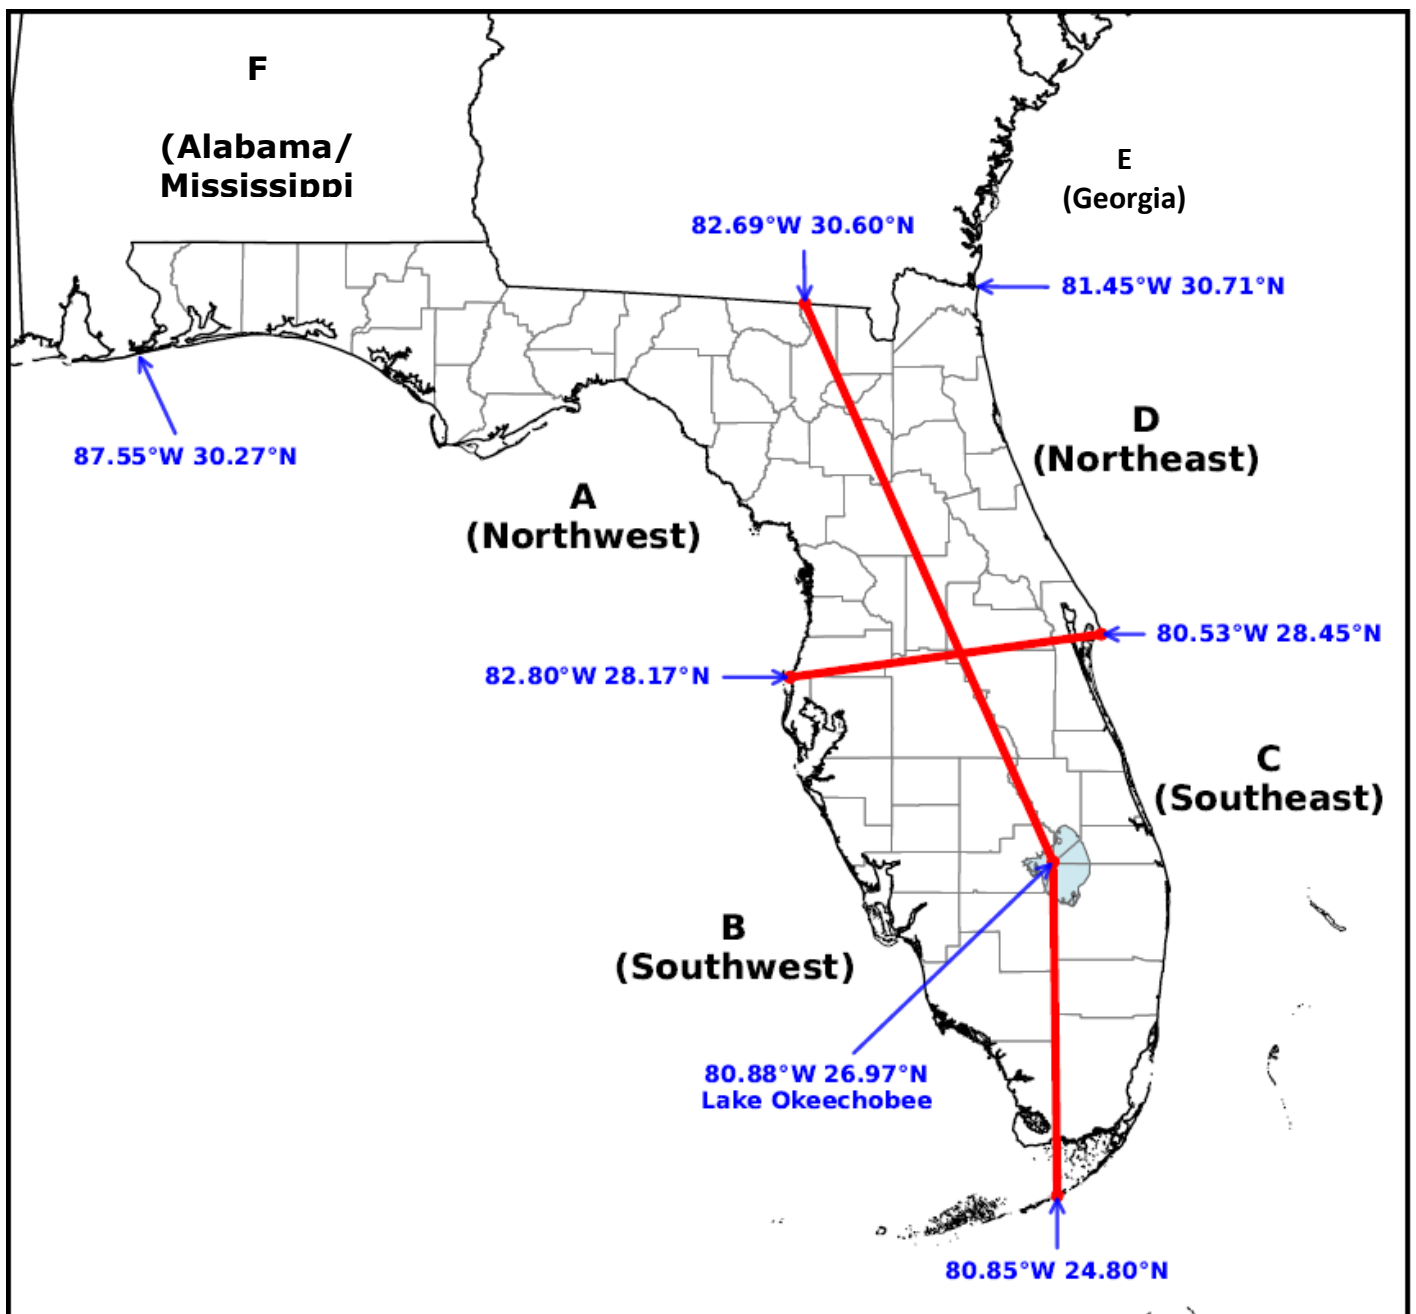 F
(Alabama/
Mississippi
E
(Georgia)
82.69°W 30.60°N
81.45°W 30.71°N
87.55°W 30.27°N
D
(Northeast)
A
(Northwest)
80.53°W 28.45°N
82.80°W 28.17°N
C
(Southeast)
B
(Southwest)
80.88°W 26.97°N
Lake Okeechobee
80.85°W 24.80°N